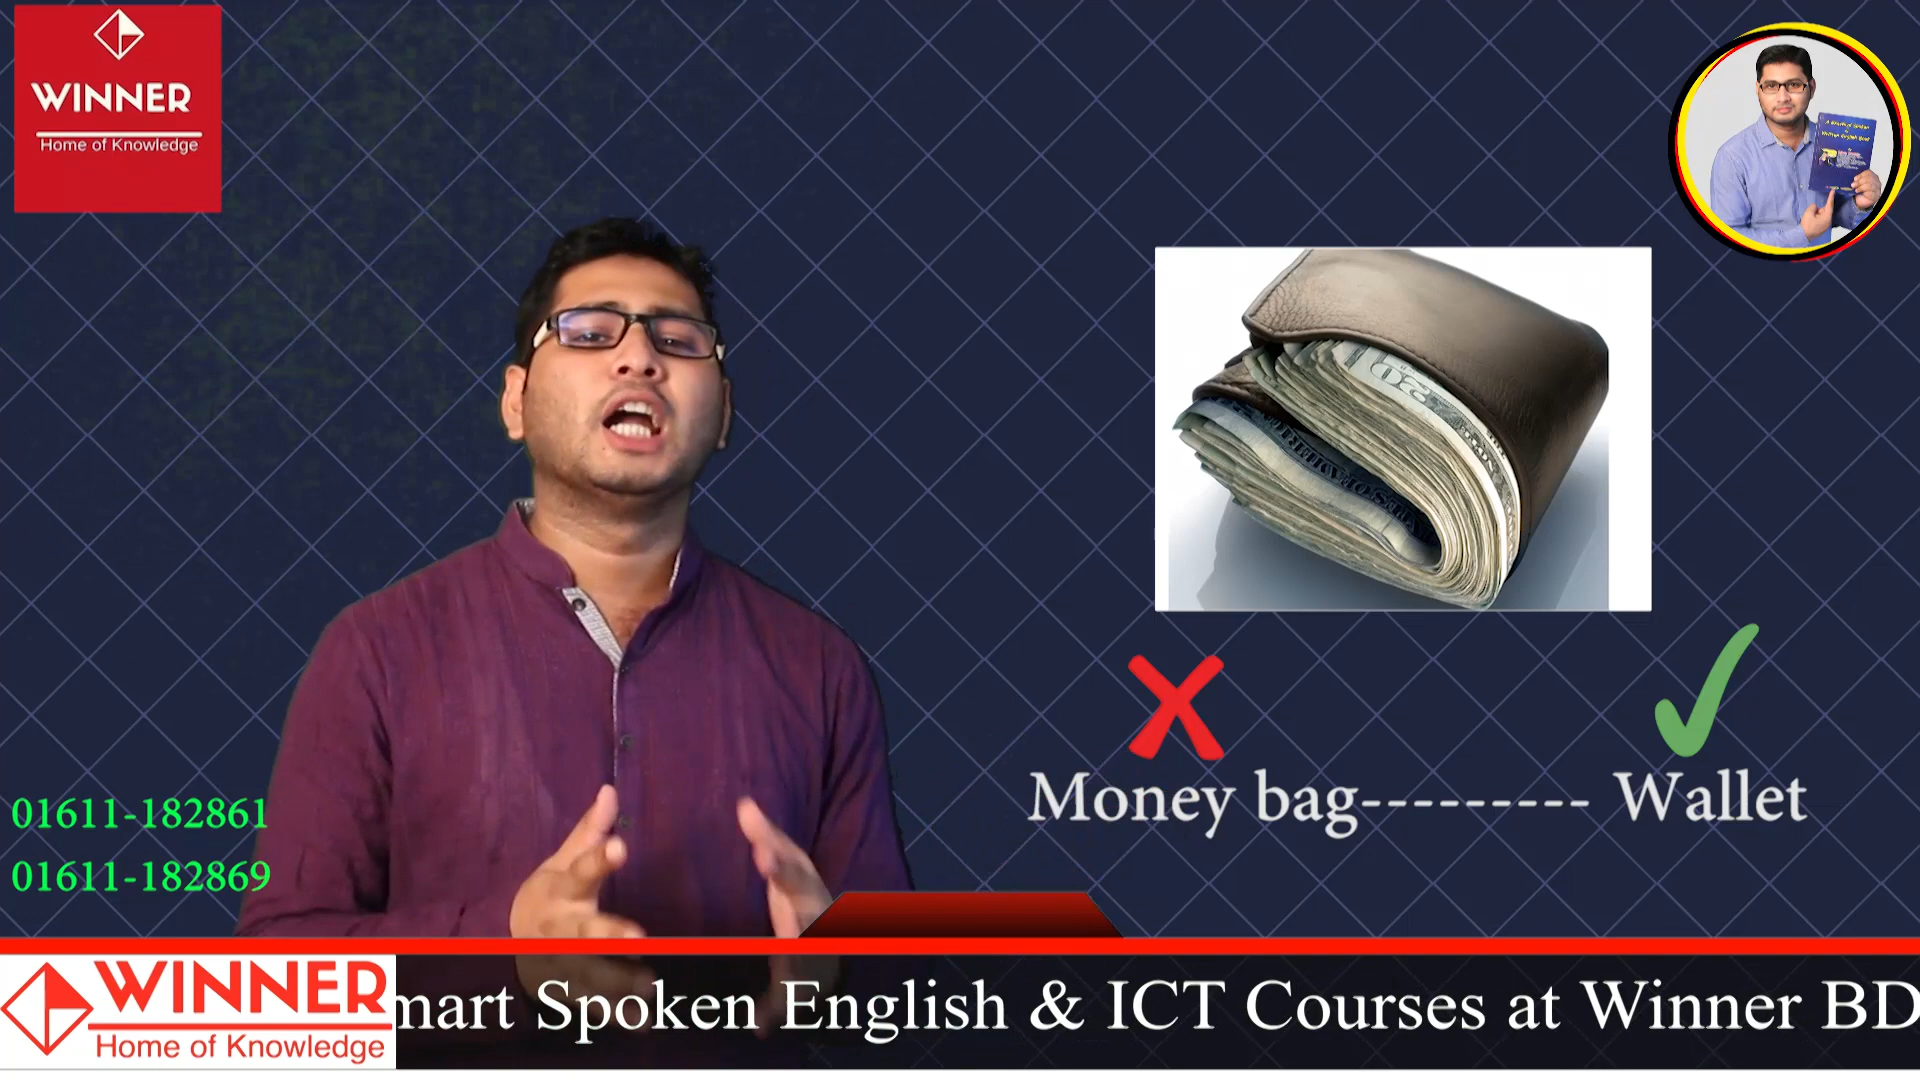 WINNER
Home of Knowledge
20
Money bag--------- Wallet
01611-182861
01611-182869
WINNER
Home of Knowledge
mart Spoken English & ICT Courses at Winner BD